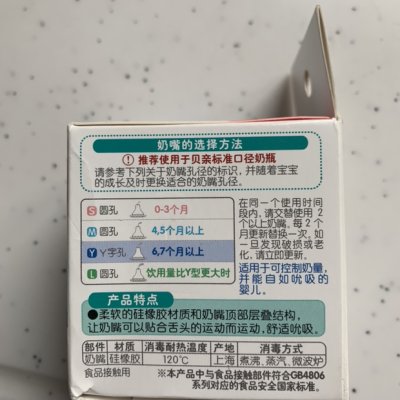 奶嘴的选择方法
! 推荐使用于贝亲标准口径奶瓶
请参考下列关于奶嘴孔径的标识，并随着宝宝
的成长及时更换适合的奶嘴孔径。
S 圆孔 0-3个月
M 圆孔 4,5个月以上
Y Y字孔 6,7个月以上
L 圆孔 饮用量比Y型更大时
在同一个使用时间
段内，请交替使用 2
个以上奶嘴，每 2 个
月更新替换一次。如
一旦发现破损或老
化，请立即更新。
适用于可控制奶量，
并能自如吮吸的
婴儿。
产品特点
●柔软的硅橡胶材质和奶嘴顶部层叠结构，
让奶嘴可以贴合舌头的运动而运动，舒适吮吸。
部件 材质 消毒耐热温度 产地 消毒方式
奶嘴 硅橡胶 120℃ 上海 煮沸、蒸汽、微波炉
食品接触用 ※本产品中与食品接触部件符合GB4806
系列对应的食品安全国家标准。